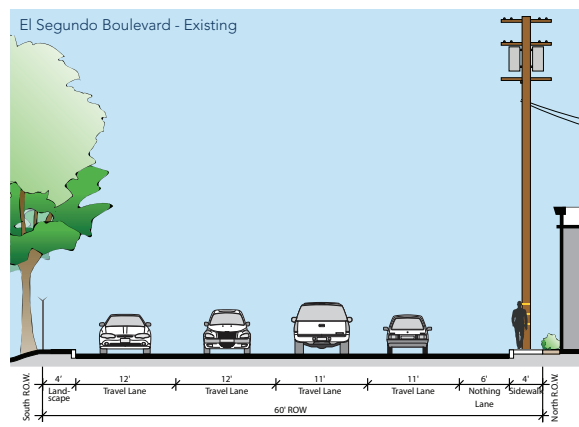 El Segundo Boulevard - Existing
South R.O.W.
4' 12' 12' 11' 11' 6' 4'
Land- Travel Lane Travel Lane Travel Lane Travel Lane Nothing Sidewalk
scape Lane
North R.O.W.
60' ROW